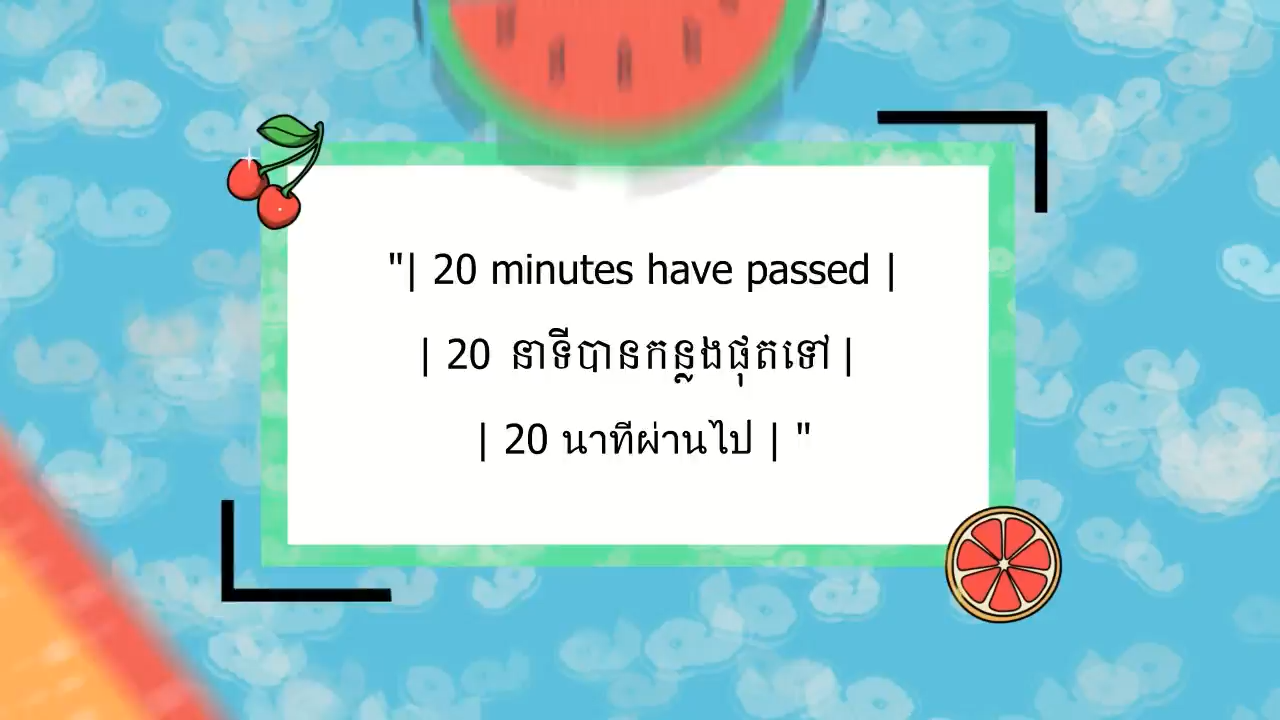 "| 20 minutes have passed |
| 20 នាទីបានកន្លងផុតទៅ |
| 20 นาทีผ่านไป | "